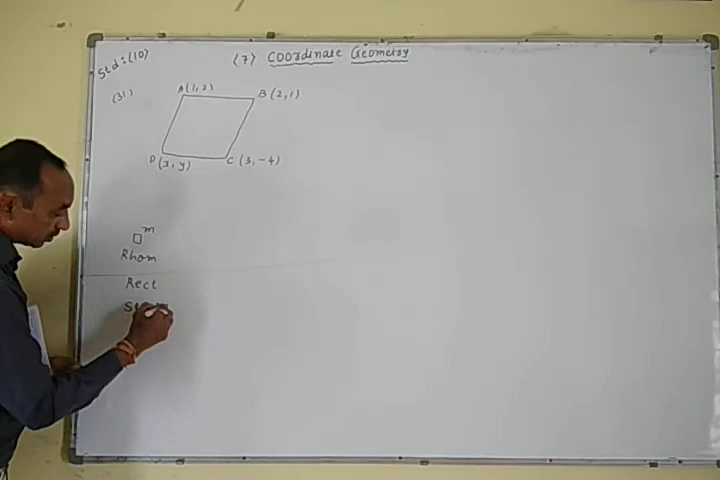 Std:(10)
(7) Coordinate Geometry
(31)
A(1,2)
B(2,1)
D(x, y)
C(3,-4)
□m
Rhom
Rect